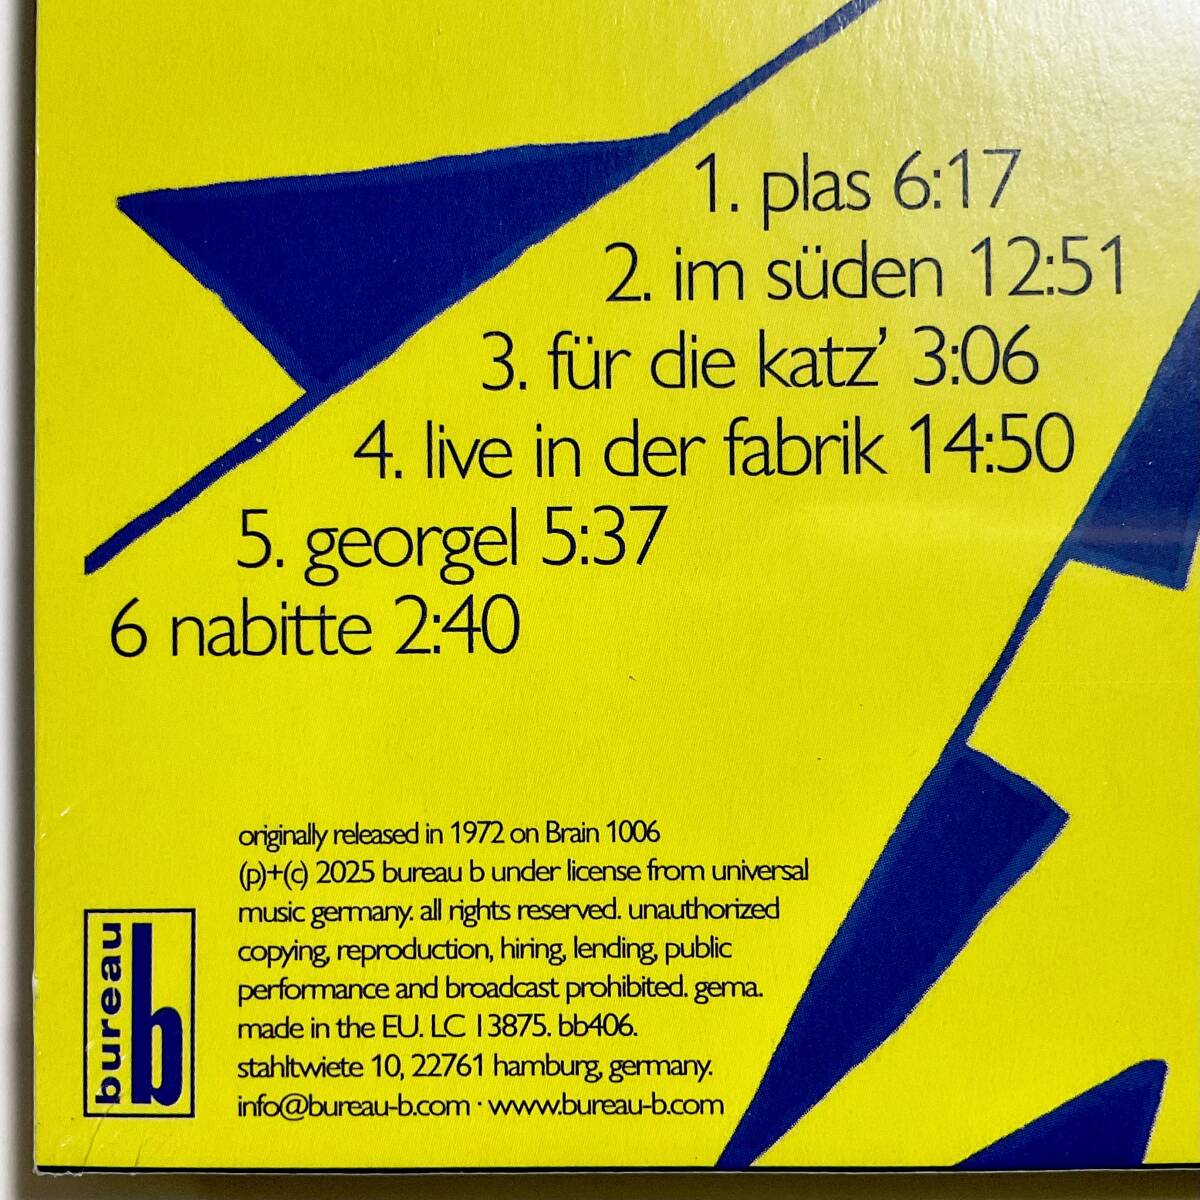 1. plas 6:17
2. im süden 12:51
3. für die katz' 3:06
4. live in der fabrik 14:50
5. georgel 5:37
6 nabitte 2:40
originally released in 1972 on Brain 1006
(p)+(c) 2025 bureau b under license from universal
music germany. all rights reserved. unauthorized
copying, reproduction, hiring, lending, public
performance and broadcast prohibited. gema.
made in the EU. LC 13875. bb406.
stahltwiete 10, 22761 hamburg, germany.
info@bureau-b.com · www.bureau-b.com
bureau b